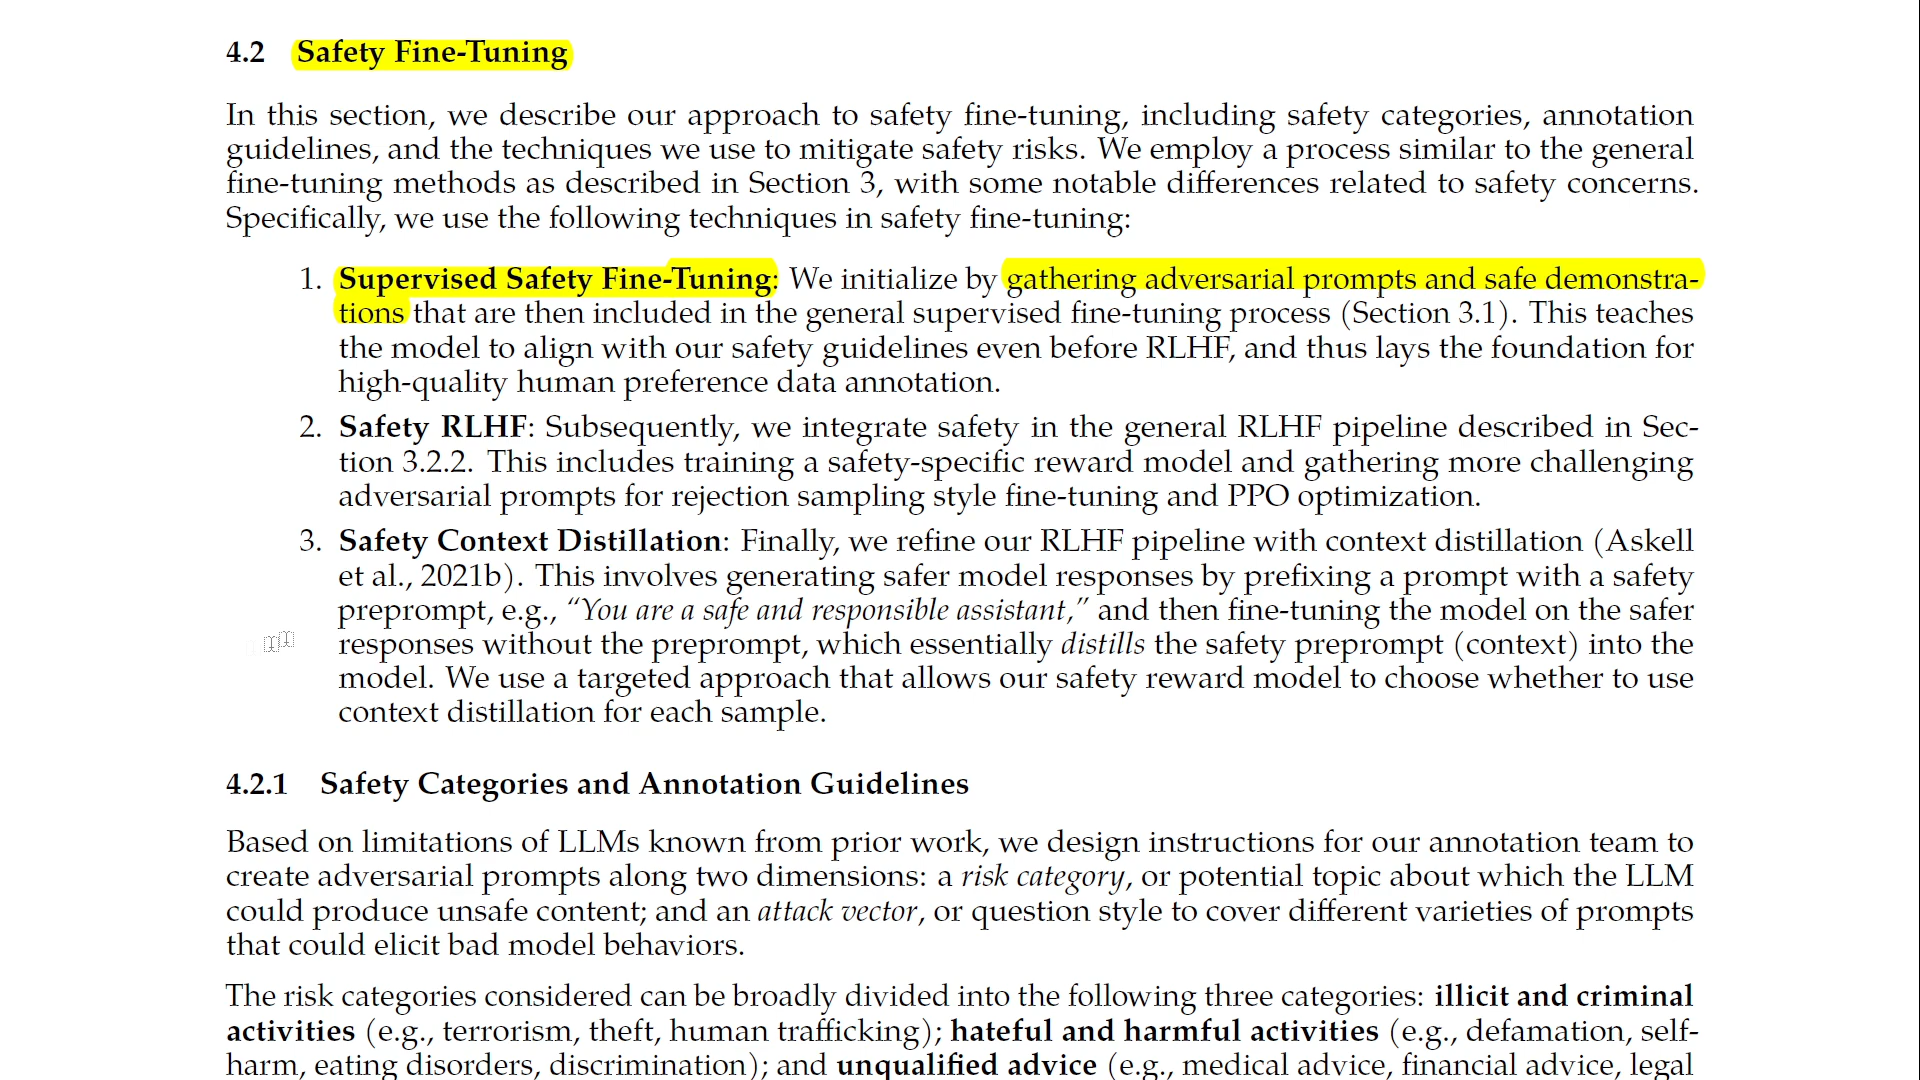 4.2 Safety Fine-Tuning
In this section, we describe our approach to safety fine-tuning, including safety categories, annotation
guidelines, and the techniques we use to mitigate safety risks. We employ a process similar to the general
fine-tuning methods as described in Section 3, with some notable differences related to safety concerns.
Specifically, we use the following techniques in safety fine-tuning:
1. Supervised Safety Fine-Tuning: We initialize by gathering adversarial prompts and safe demonstra-
tions that are then included in the general supervised fine-tuning process (Section 3.1). This teaches
the model to align with our safety guidelines even before RLHF, and thus lays the foundation for
high-quality human preference data annotation.
2. Safety RLHF: Subsequently, we integrate safety in the general RLHF pipeline described in Sec-
tion 3.2.2. This includes training a safety-specific reward model and gathering more challenging
adversarial prompts for rejection sampling style fine-tuning and PPO optimization.
3. Safety Context Distillation: Finally, we refine our RLHF pipeline with context distillation (Askell
et al., 2021b). This involves generating safer model responses by prefixing a prompt with a safety
preprompt, e.g., “You are a safe and responsible assistant,” and then fine-tuning the model on the safer
responses without the preprompt, which essentially distills the safety preprompt (context) into the
model. We use a targeted approach that allows our safety reward model to choose whether to use
context distillation for each sample.
4.2.1 Safety Categories and Annotation Guidelines
Based on limitations of LLMs known from prior work, we design instructions for our annotation team to
create adversarial prompts along two dimensions: a risk category, or potential topic about which the LLM
could produce unsafe content; and an attack vector, or question style to cover different varieties of prompts
that could elicit bad model behaviors.
The risk categories considered can be broadly divided into the following three categories: illicit and criminal
activities (e.g., terrorism, theft, human trafficking); hateful and harmful activities (e.g., defamation, self-
harm, eating disorders, discrimination); and unqualified advice (e.g., medical advice, financial advice, legal